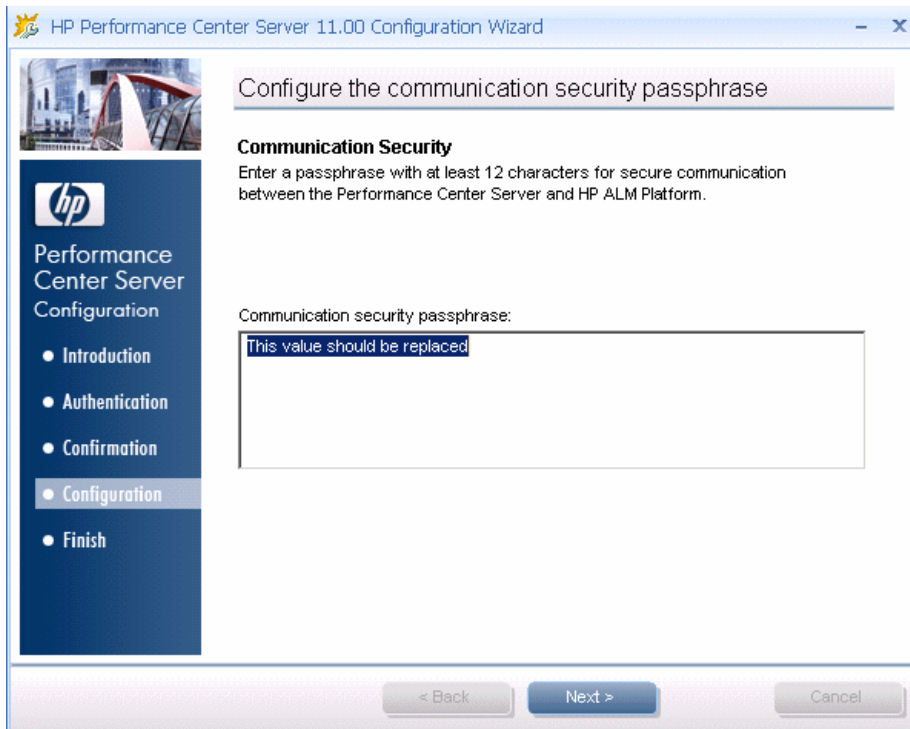 HP Performance Center Server 11.00 Configuration Wizard
Configure the communication security passphrase
Communication Security
Enter a passphrase with at least 12 characters for secure communication
between the Performance Center Server and HP ALM Platform.
hp
Performance
Center Server
Configuration
Introduction
Authentication
Confirmation
Configuration
Finish
Communication security passphrase:
This value should be replaced
< Back
Next >
Cancel